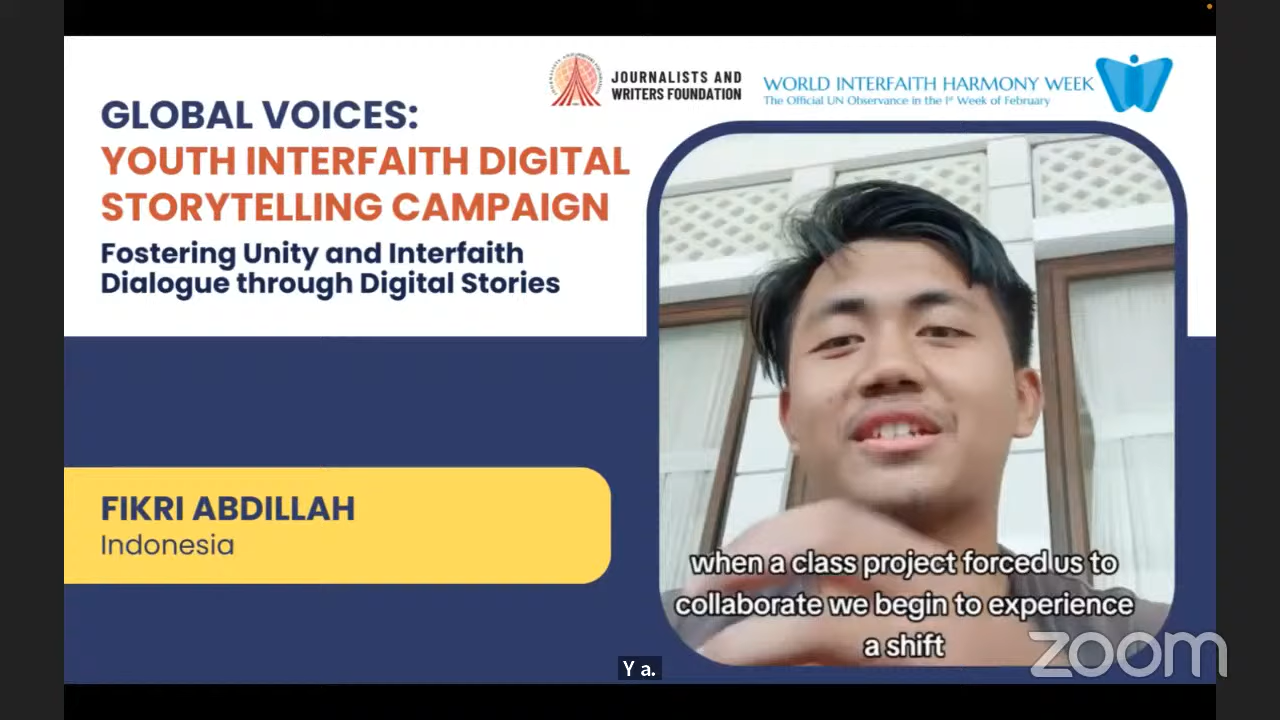 JOURNALISTS AND
WRITERS FOUNDATION
WORLD INTERFAITH HARMONY WEEK
The Official UN Observance in the 1st Week of February
GLOBAL VOICES:
YOUTH INTERFAITH DIGITAL
STORYTELLING CAMPAIGN
Fostering Unity and Interfaith
Dialogue through Digital Stories
FIKRI ABDILLAH
Indonesia
when a class project forced us to
collaborate we begin to experience
a shift
zoom
Y a.